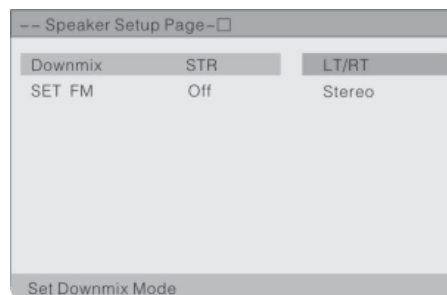 -- Speaker Setup Page-□
Downmix STR LT/RT
SET FM Off Stereo
Set Downmix Mode